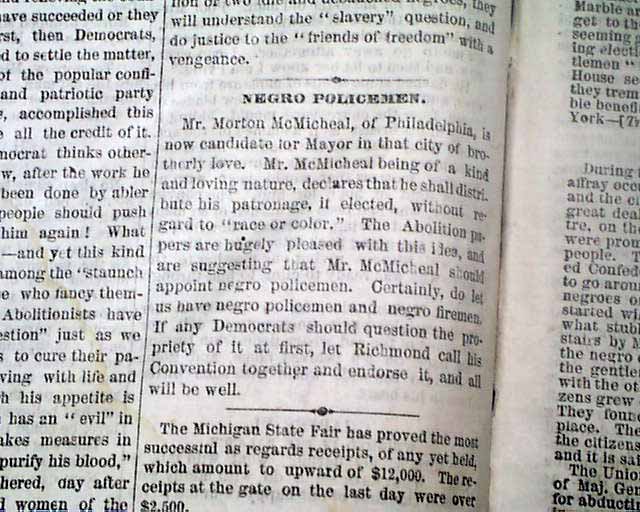 have succeeded or they
rst, then Democrats,
d to settle the matter,
ot the popular confi-
and patriotic party
e, accomplished this
e all the credit of it.
mocrat thinks other-
w, after the work he
been done by abler
people should push
him again! What
—and yet this kind
among the "staunch
e who fancy them-
Abolitionists have
estion" just as we
s to cure their pa-
ving with life and
h his appetite is
has an "evil" in
akes measures in
purify his blood,"
thered, day after
d women of the
will understand the "slavery" question, and
do justice to the "friends of freedom" with a
vengeance.
NEGRO POLICEMEN.
Mr. Morton McMicheal, of Philadelphia, is
now candidate for Mayor in that city of bro-
therly love. Mr. McMicheal being of a kind
and loving nature, declares that he shall distri-
bute his patronage, if elected, without re-
gard to "race or color." The Abolition pa-
pers are hugely pleased with this idea, and
are suggesting that Mr. McMicheal should
appoint negro policemen. Certainly, do let
us have negro policemen and negro firemen.
If any Democrats should question the pro-
priety of it at first, let Richmond call his
Convention together and endorse it, and all
will be well.
The Michigan State Fair has proved the most
successful as regards receipts, of any yet held,
which amount to upward of $12,000. The re-
ceipts at the gate on the last day were over
$2,500.
Marble ar
get to th
seeming
ing elect
tlemen "
House se
they trem
ble benefi
York—[
During t
affray occu
and the ci
great deal
tre, on the
were pron
people. T
ed Confed
to go aroun
negroes o
started wi
what stub
stairs by M
the negro
the gentle
with the ot
zens grew
They foun
place. The
the citizens
and it is sai
The Union
of Maj. Gen
for abductin